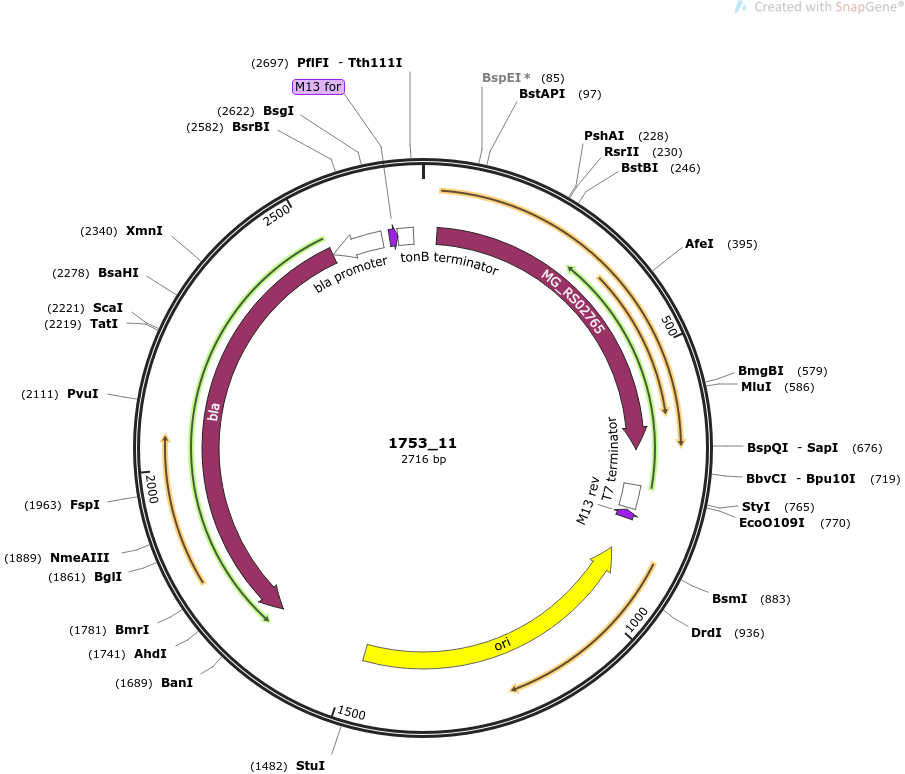 Created with SnapGene®
(2697) PflFI - Tth111I
M13 for
BspEI * (85)
BstAPI (97)
(2622) BsgI
(2582) BsrBI
PshAI (228)
RsrII (230)
BstBI (246)
2500
(2340) XmnI
AfeI (395)
bla promoter
tonB terminator
(2278) BsaHI
MG_RS02765
(2221) ScaI
(2219) TatI
500
BmgBI (579)
MluI (586)
(2111) PvuI
bla
1753_11
2716 bp
T7 terminator
BspQI - SapI (676)
BbvCI - Bpu10I (719)
2000
M13 rev
(1963) FspI
StyI (765)
EcoO109I (770)
(1889) NmeAIII
(1861) BglI
BsmI (883)
(1781) BmrI
1000
DrdI (936)
ori
(1741) AhdI
(1689) BanI
1500
(1482) StuI